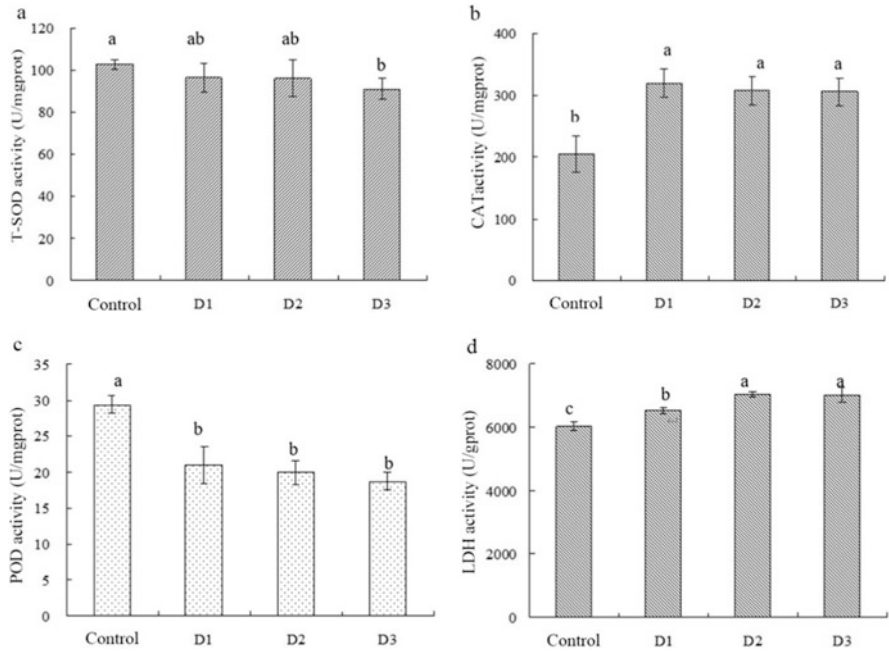 a
T-SOD activity (U/mgprot)
120
100
80
60
40
20
0
a
ab
ab
b
Control D1 D2 D3
b
CATactivity (U/mgprot)
400
300
200
100
0
b
a
a
a
Control D1 D2 D3
c
POD activity (U/mgprot)
35
30
25
20
15
10
5
0
a
b
b
b
Control D1 D2 D3
d
LDH activity (U/gprot)
8000
6000
4000
2000
0
c
b
a
a
Control D1 D2 D3